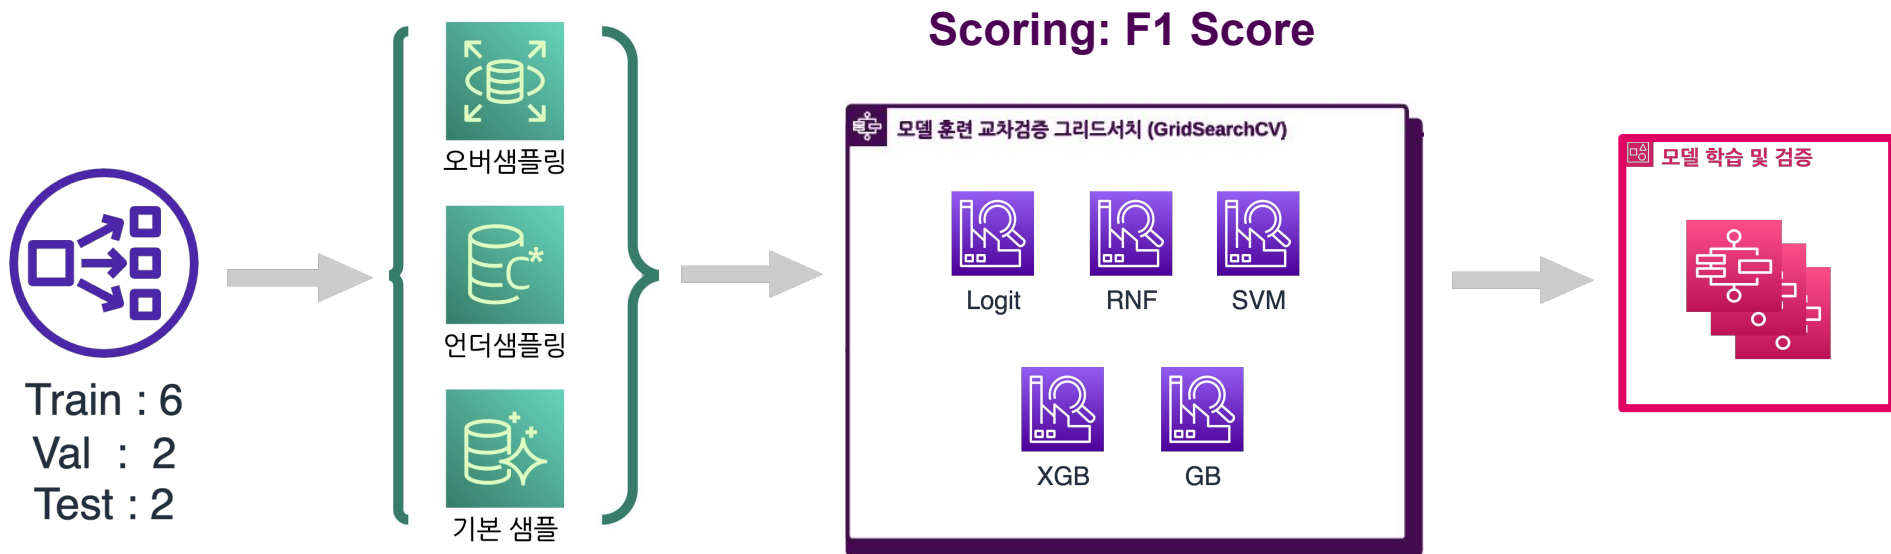 Scoring: F1 Score
오버샘플링
언더샘플링
기본 샘플
Train : 6
Val : 2
Test : 2
모델 훈련 교차검증 그리드서치 (GridSearchCV)
Logit
RNF
SVM
XGB
GB
모델 학습 및 검증